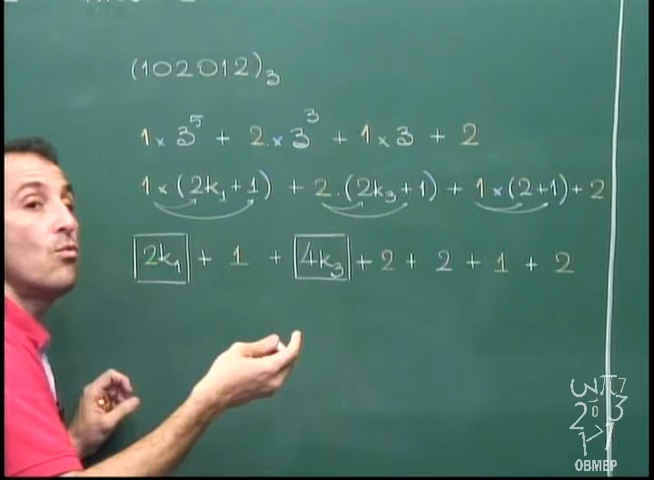 (102012)₃
1 × 3⁵ + 2 · × 3³ + 1 × 3 + 2
1 × (2k₁ + 1) + 2 · (2k₃ + 1) + 1 × (2 + 1) + 2
2k₁ + 1 + 4k₃ + 2 + 2 + 1 + 2
OBMEP